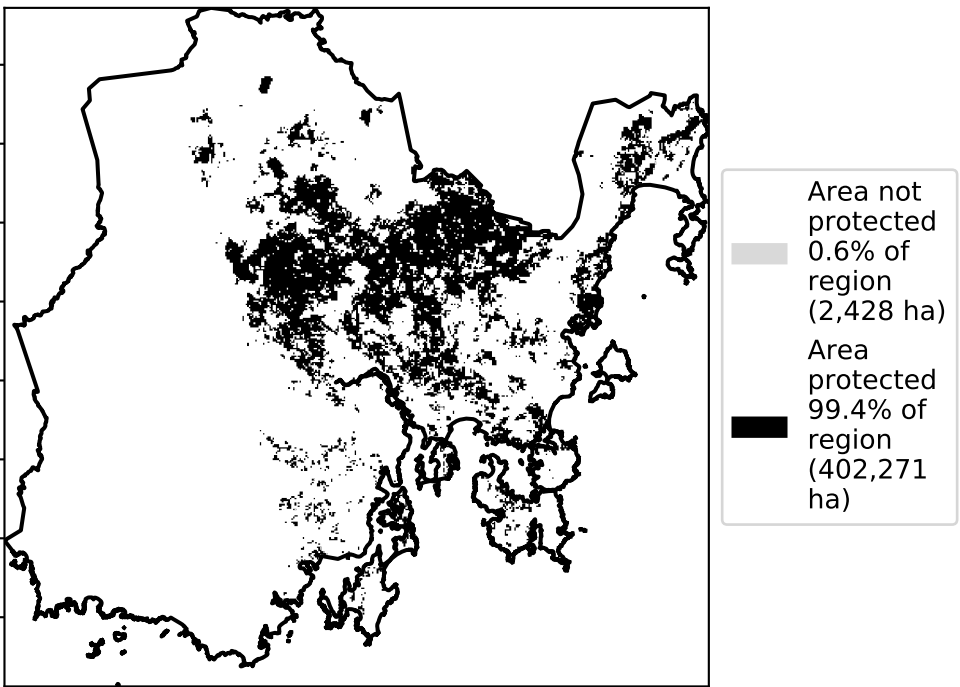 Area not
protected
0.6% of
region
(2,428 ha)
Area
protected
99.4% of
region
(402,271
ha)